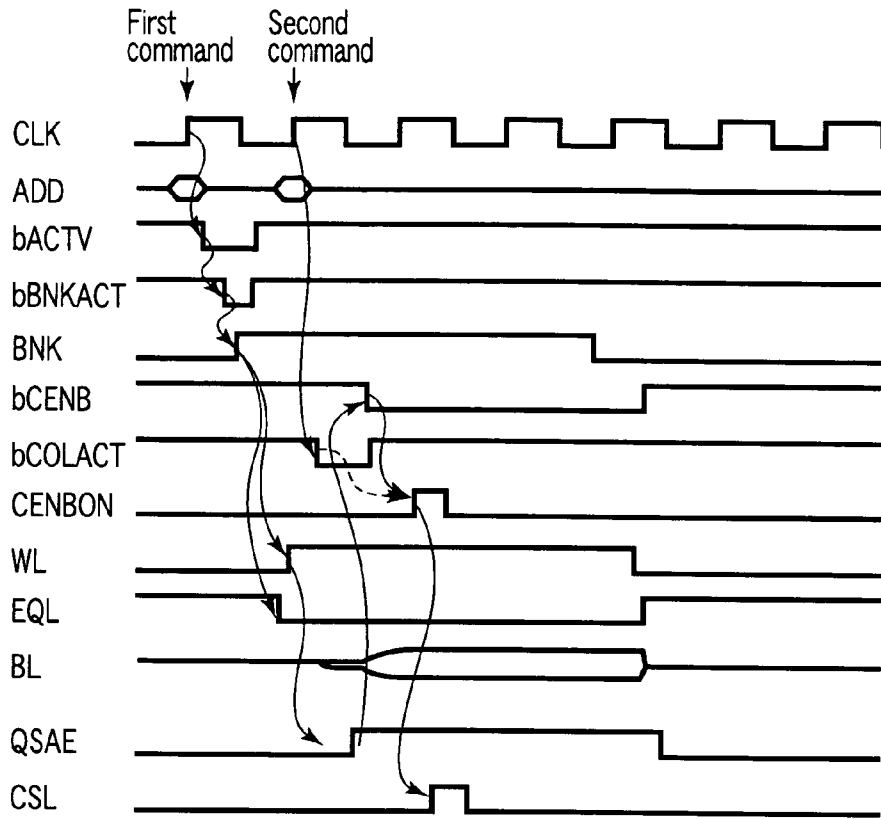 First
command
Second
command
CLK
ADD
bACTV
bBNKACT
BNK
bCENB
bCOLACT
CENBON
WL
EQL
BL
QSAE
CSL